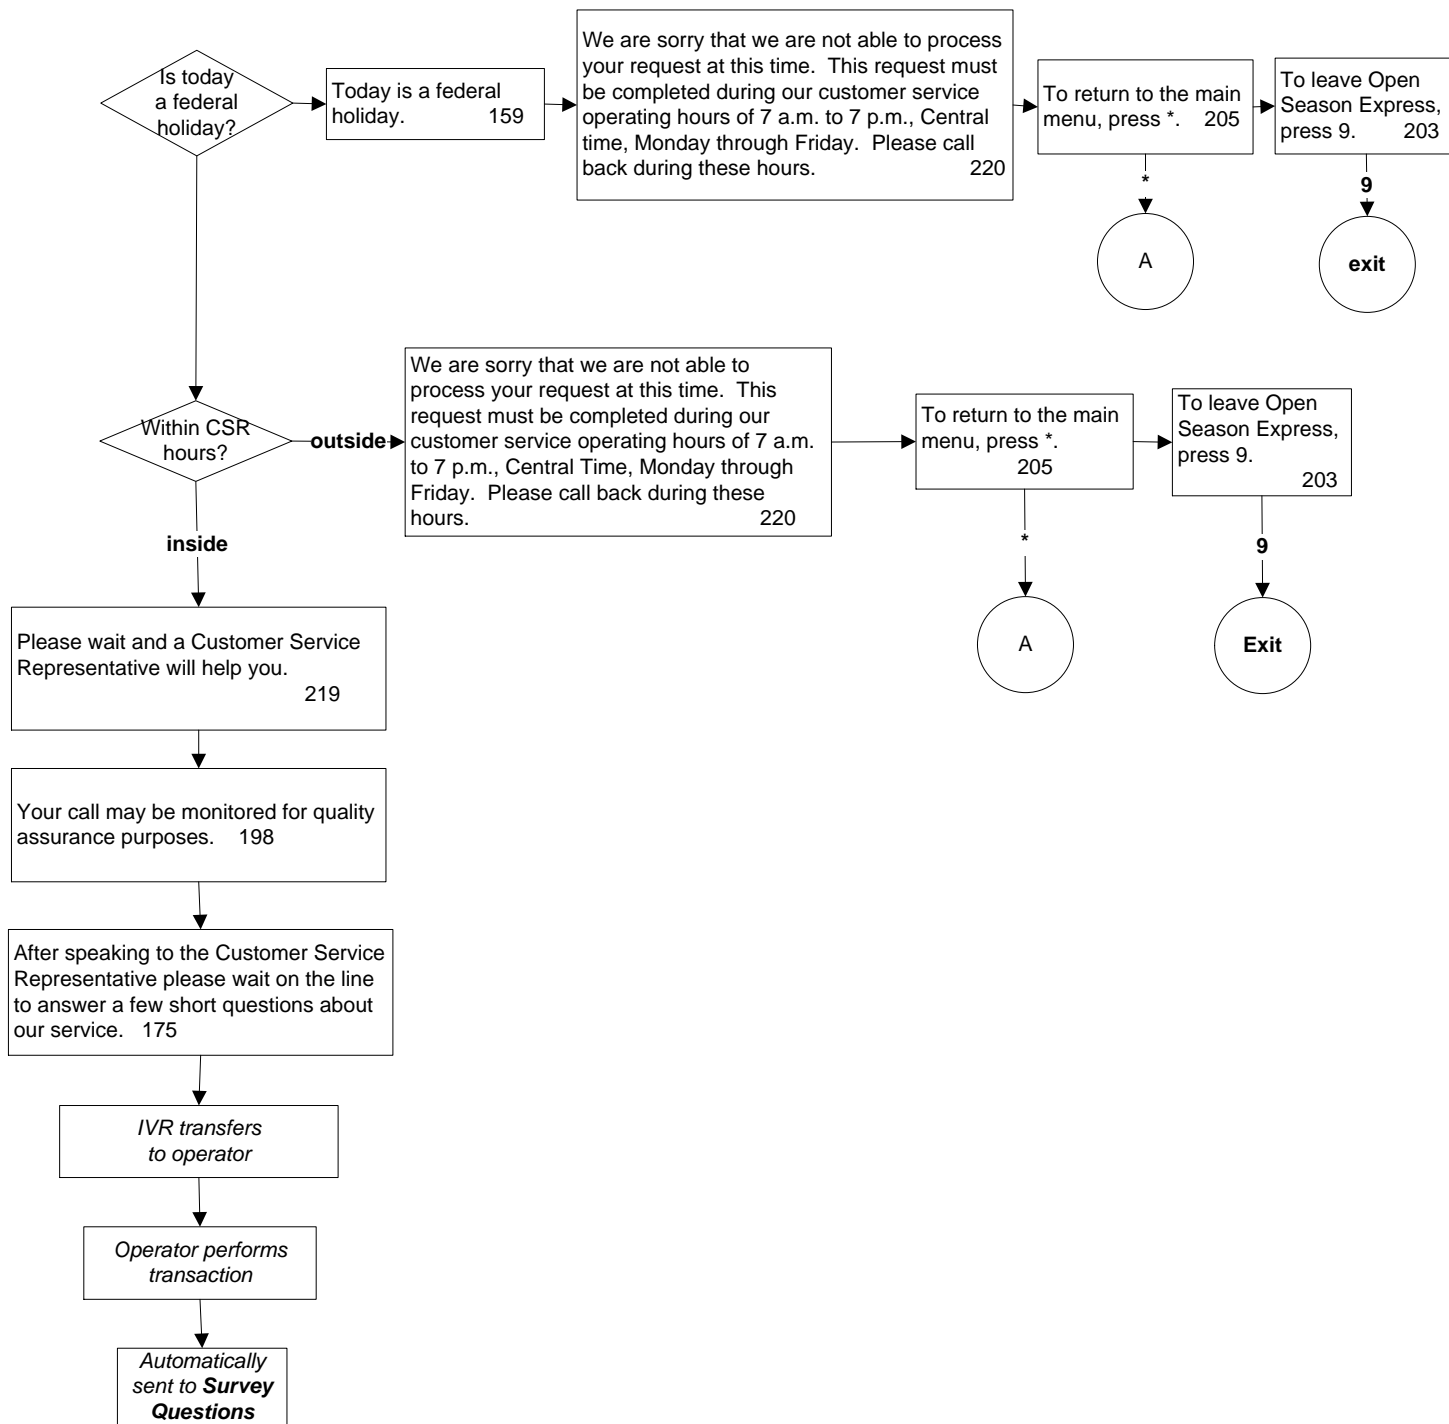 Is today
a federal
holiday?
Today is a federal
holiday. 159
We are sorry that we are not able to process
your request at this time. This request must
be completed during our customer service
operating hours of 7 a.m. to 7 p.m., Central
time, Monday through Friday. Please call
back during these hours. 220
To return to the main
menu, press *. 205
To leave Open
Season Express,
press 9. 203
*
9
A
exit
Within CSR
hours?
outside
We are sorry that we are not able to
process your request at this time. This
request must be completed during our
customer service operating hours of 7 a.m.
to 7 p.m., Central Time, Monday through
Friday. Please call back during these
hours. 220
To return to the main
menu, press *.
205
To leave Open
Season Express,
press 9.
203
*
9
A
Exit
inside
Please wait and a Customer Service
Representative will help you.
219
Your call may be monitored for quality
assurance purposes. 198
After speaking to the Customer Service
Representative please wait on the line
to answer a few short questions about
our service. 175
IVR transfers
to operator
Operator performs
transaction
Automatically
sent to Survey
Questions